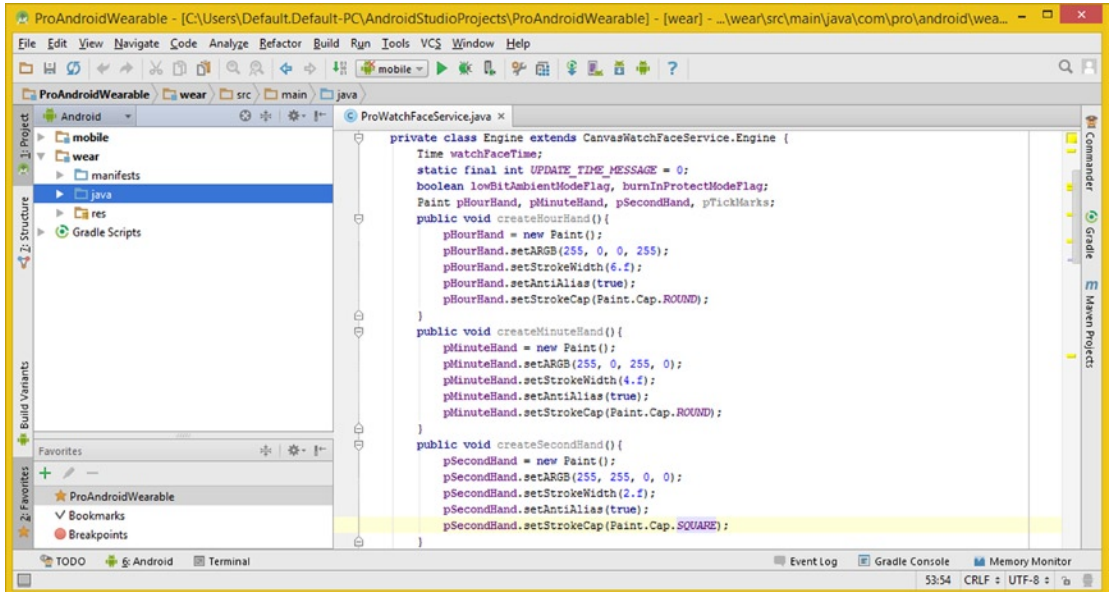 ProAndroidWearable - [C:\Users\Default.Default-PC\AndroidStudioProjects\ProAndroidWearable] - [wear] - ...\wear\src\main\java\com\pro\android\wea...
File Edit View Navigate Code Analyze Refactor Build Run Tools VCS Window Help
mobile
ProAndroidWearable wear src main java
1: Project
2: Structure
Build Variants
2: Favorites
Android
mobile
wear
manifests
java
res
Gradle Scripts
Favorites
ProAndroidWearable
Bookmarks
Breakpoints
ProWatchFaceService.java
private class Engine extends CanvasWatchFaceService.Engine {
Time watchFaceTime;
static final int UPDATE_TIME_MESSAGE = 0;
boolean lowBitAmbientModeFlag, burnInProtectModeFlag;
Paint pHourHand, pMinuteHand, pSecondHand, pTickMarks;
public void createHourHand(){
pHourHand = new Paint();
pHourHand.setARGB(255, 0, 0, 255);
pHourHand.setStrokeWidth(6.f);
pHourHand.setAntiAlias(true);
pHourHand.setStrokeCap(Paint.Cap.ROUND);
}
public void createMinuteHand(){
pMinuteHand = new Paint();
pMinuteHand.setARGB(255, 0, 255, 0);
pMinuteHand.setStrokeWidth(4.f);
pMinuteHand.setAntiAlias(true);
pMinuteHand.setStrokeCap(Paint.Cap.ROUND);
}
public void createSecondHand(){
pSecondHand = new Paint();
pSecondHand.setARGB(255, 255, 0, 0);
pSecondHand.setStrokeWidth(2.f);
pSecondHand.setAntiAlias(true);
pSecondHand.setStrokeCap(Paint.Cap.SQUARE);
}
Commander
Gradle
Maven Projects
TODO 6: Android Terminal Event Log Gradle Console Memory Monitor
53:54 CRLF UTF-8